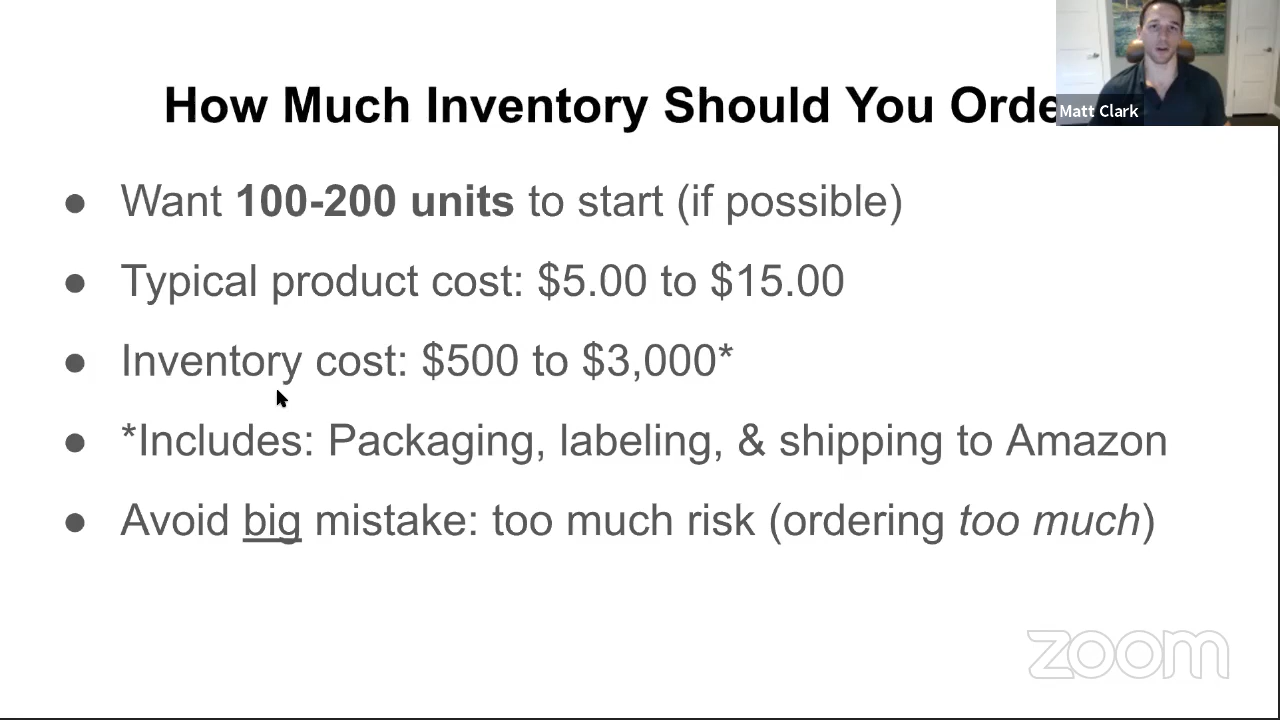 How Much Inventory Should You Orde
Matt Clark
● Want 100-200 units to start (if possible)
● Typical product cost: $5.00 to $15.00
● Inventory cost: $500 to $3,000*
● *Includes: Packaging, labeling, & shipping to Amazon
● Avoid big mistake: too much risk (ordering too much)
zoom